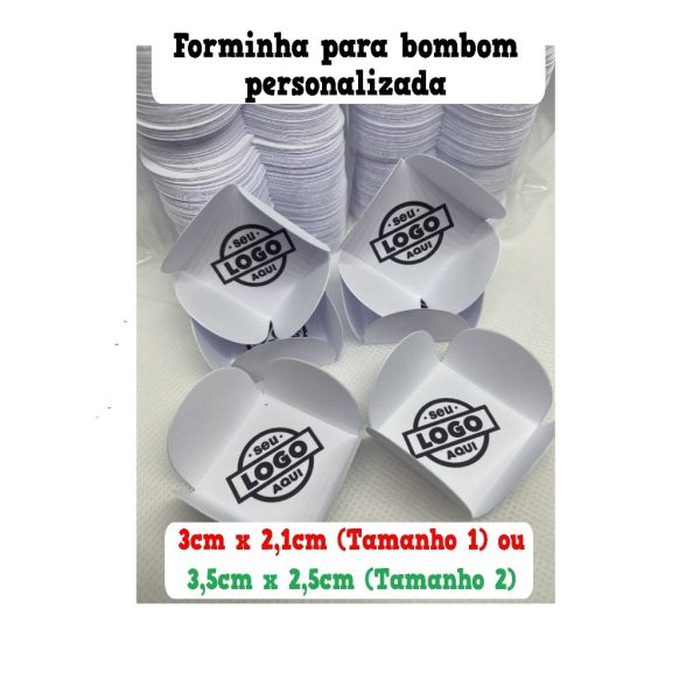 Forminha para bombom
personalizada
seu
LOGO
AQUI
seu
LOGO
AQUI
seu
LOGO
AQUI
seu
LOGO
AQUI
3cm x 2,1cm (Tamanho 1) ou
3,5cm x 2,5cm (Tamanho 2)